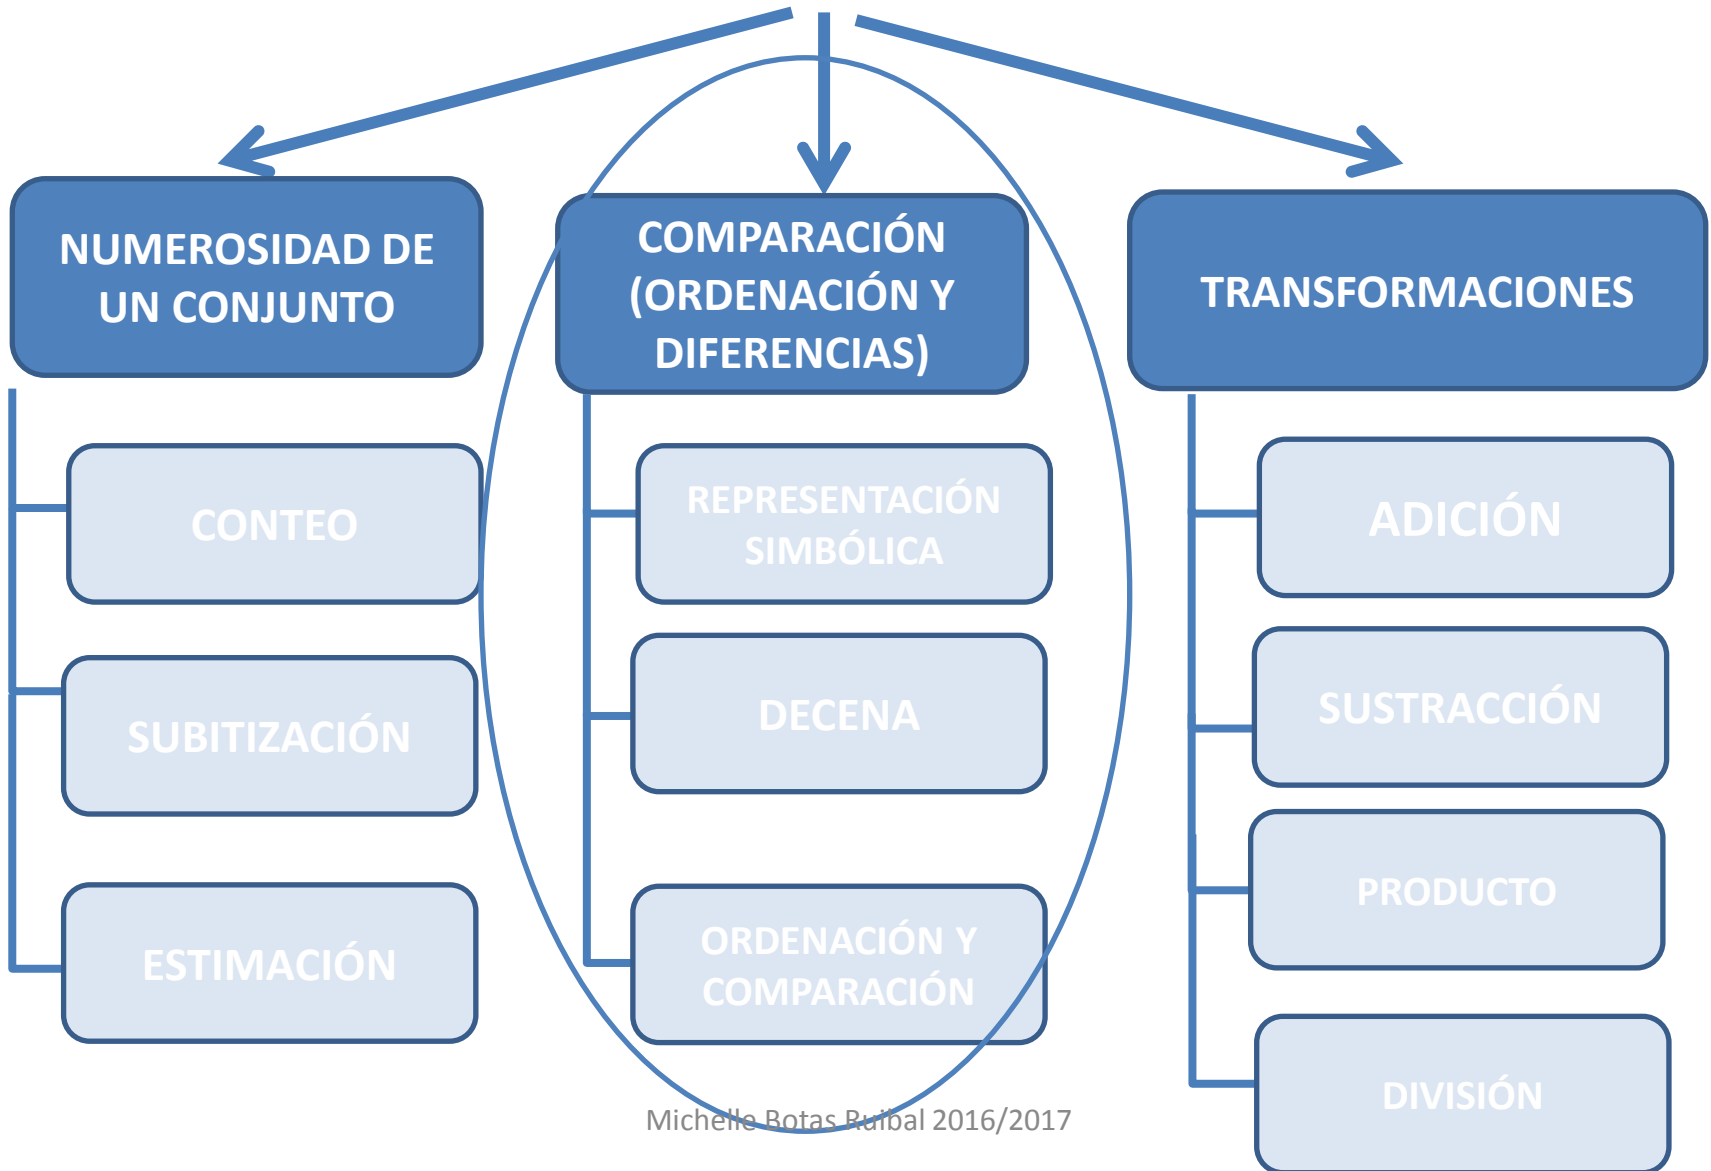 NUMEROSIDAD DE
UN CONJUNTO
CONTEO
SUBITIZACIÓN
ESTIMACIÓN
COMPARACIÓN
(ORDENACIÓN Y
DIFERENCIAS)
REPRESENTACIÓN
SIMBÓLICA
DECENA
ORDENACIÓN Y
COMPARACIÓN
TRANSFORMACIONES
ADICIÓN
SUSTRACCIÓN
PRODUCTO
DIVISIÓN
Michelle Botas Ruibal 2016/2017